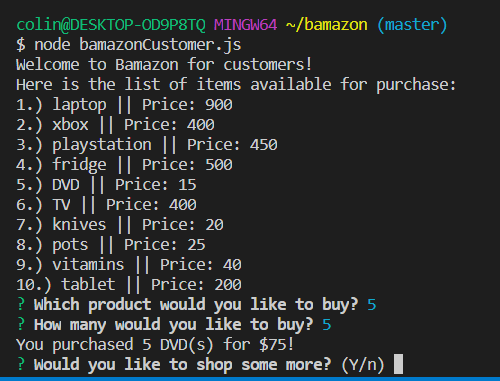 colin@DESKTOP-OD9P8TQ MINGW64 ~/bamazon (master)
$ node bamazonCustomer.js
Welcome to Bamazon for customers!
Here is the list of items available for purchase:
1.) laptop || Price: 900
2.) xbox || Price: 400
3.) playstation || Price: 450
4.) fridge || Price: 500
5.) DVD || Price: 15
6.) TV || Price: 400
7.) knives || Price: 20
8.) pots || Price: 25
9.) vitamins || Price: 40
10.) tablet || Price: 200
? Which product would you like to buy? 5
? How many would you like to buy? 5
You purchased 5 DVD(s) for $75!
? Would you like to shop some more? (Y/n)